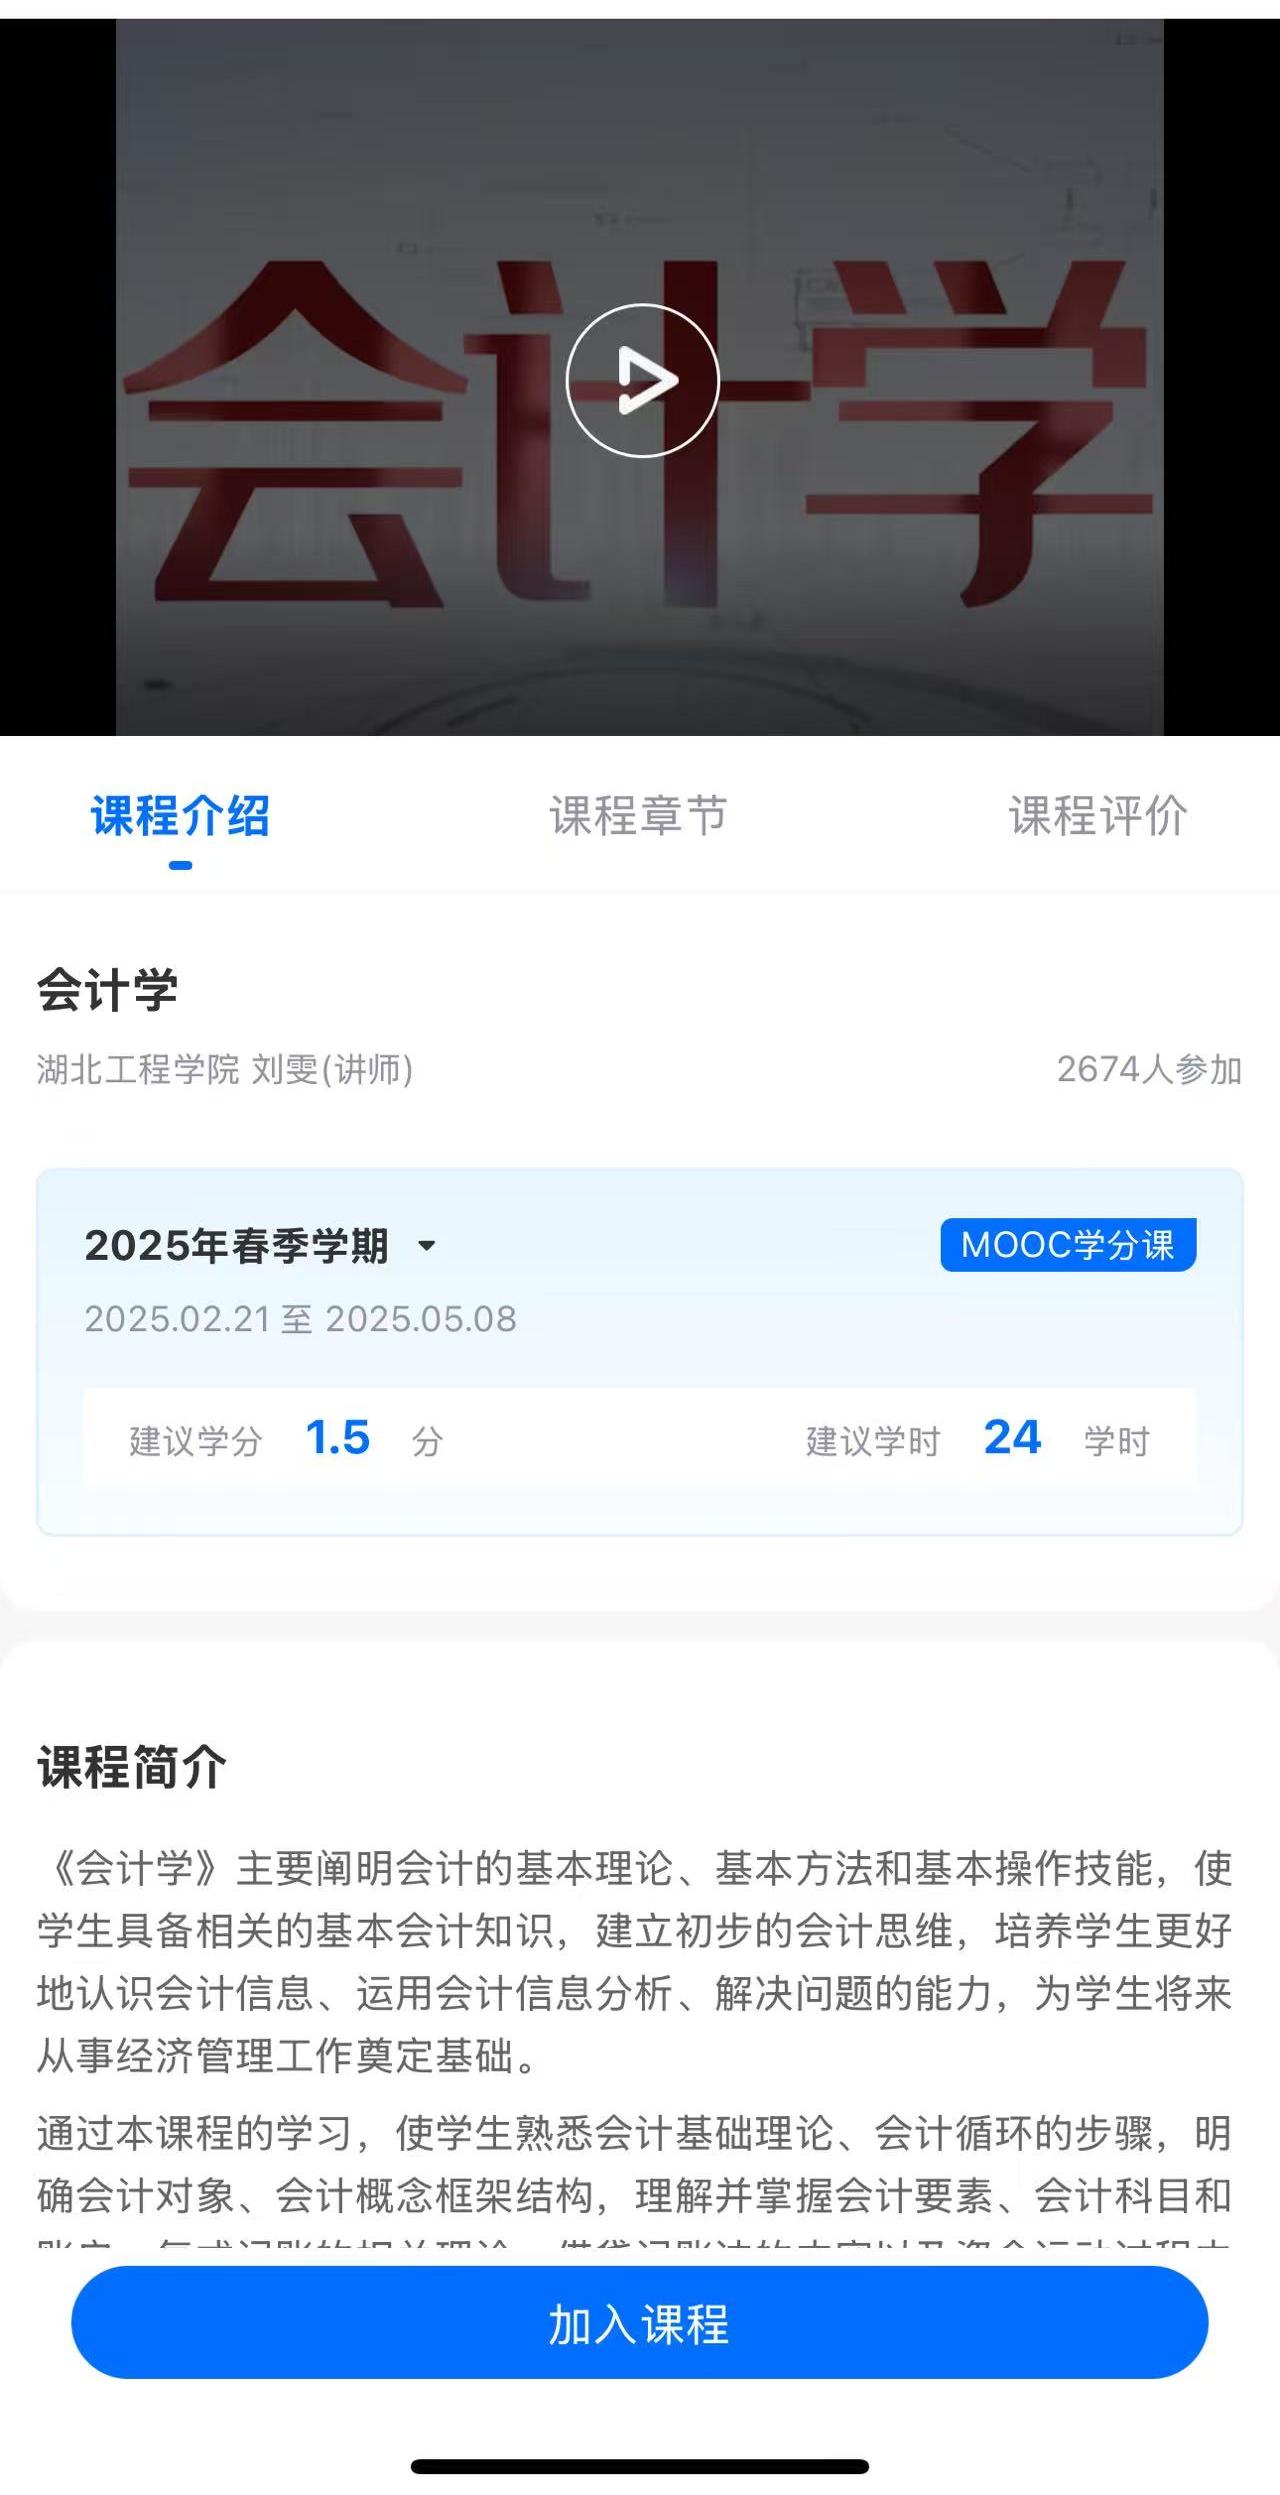 会计学
课程介绍
课程章节
课程评价
会计学
湖北工程学院 刘雯(讲师)
2674人参加
2025年春季学期
MOOC学分课
2025.02.21 至 2025.05.08
建议学分 1.5 分
建议学时 24 学时
课程简介
《会计学》主要阐明会计的基本理论、基本方法和基本操作技能，使
学生具备相关的基本会计知识，建立初步的会计思维，培养学生更好
地认识会计信息、运用会计信息分析、解决问题的能力，为学生将来
从事经济管理工作奠定基础。
通过本课程的学习，使学生熟悉会计基础理论、会计循环的步骤，明
确会计对象、会计概念框架结构，理解并掌握会计要素、会计科目和
加入课程